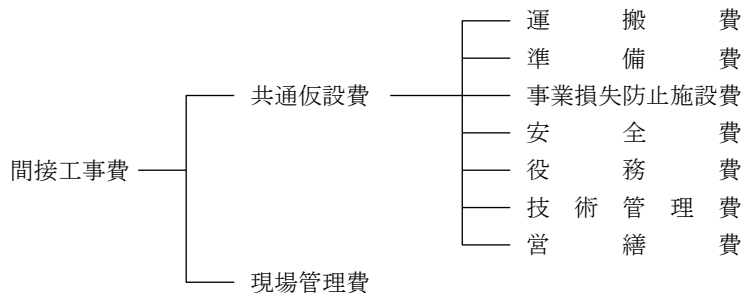 運搬費
準備費
共通仮設費
事業損失防止施設費
安全費
間接工事費
役務費
技術管理費
営繕費
現場管理費